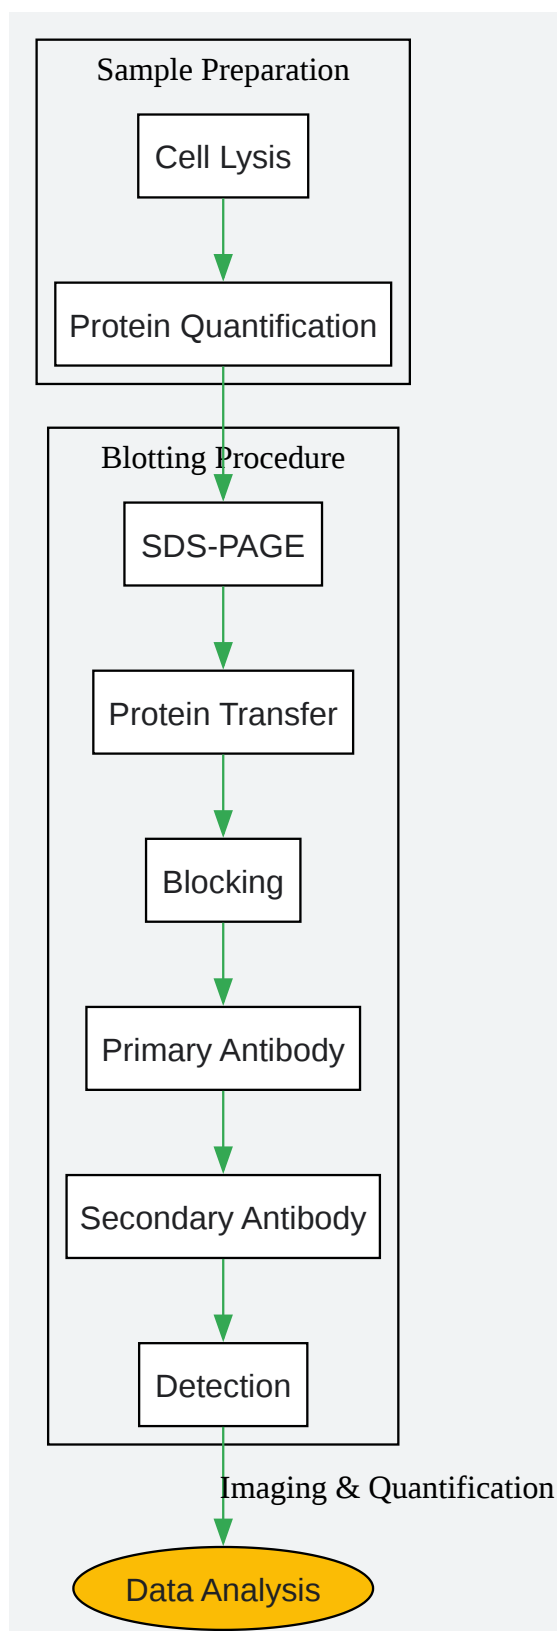 Sample Preparation
Cell Lysis
Protein Quantification
Blotting Procedure
SDS-PAGE
Protein Transfer
Blocking
Primary Antibody
Secondary Antibody
Detection
Imaging & Quantification
Data Analysis